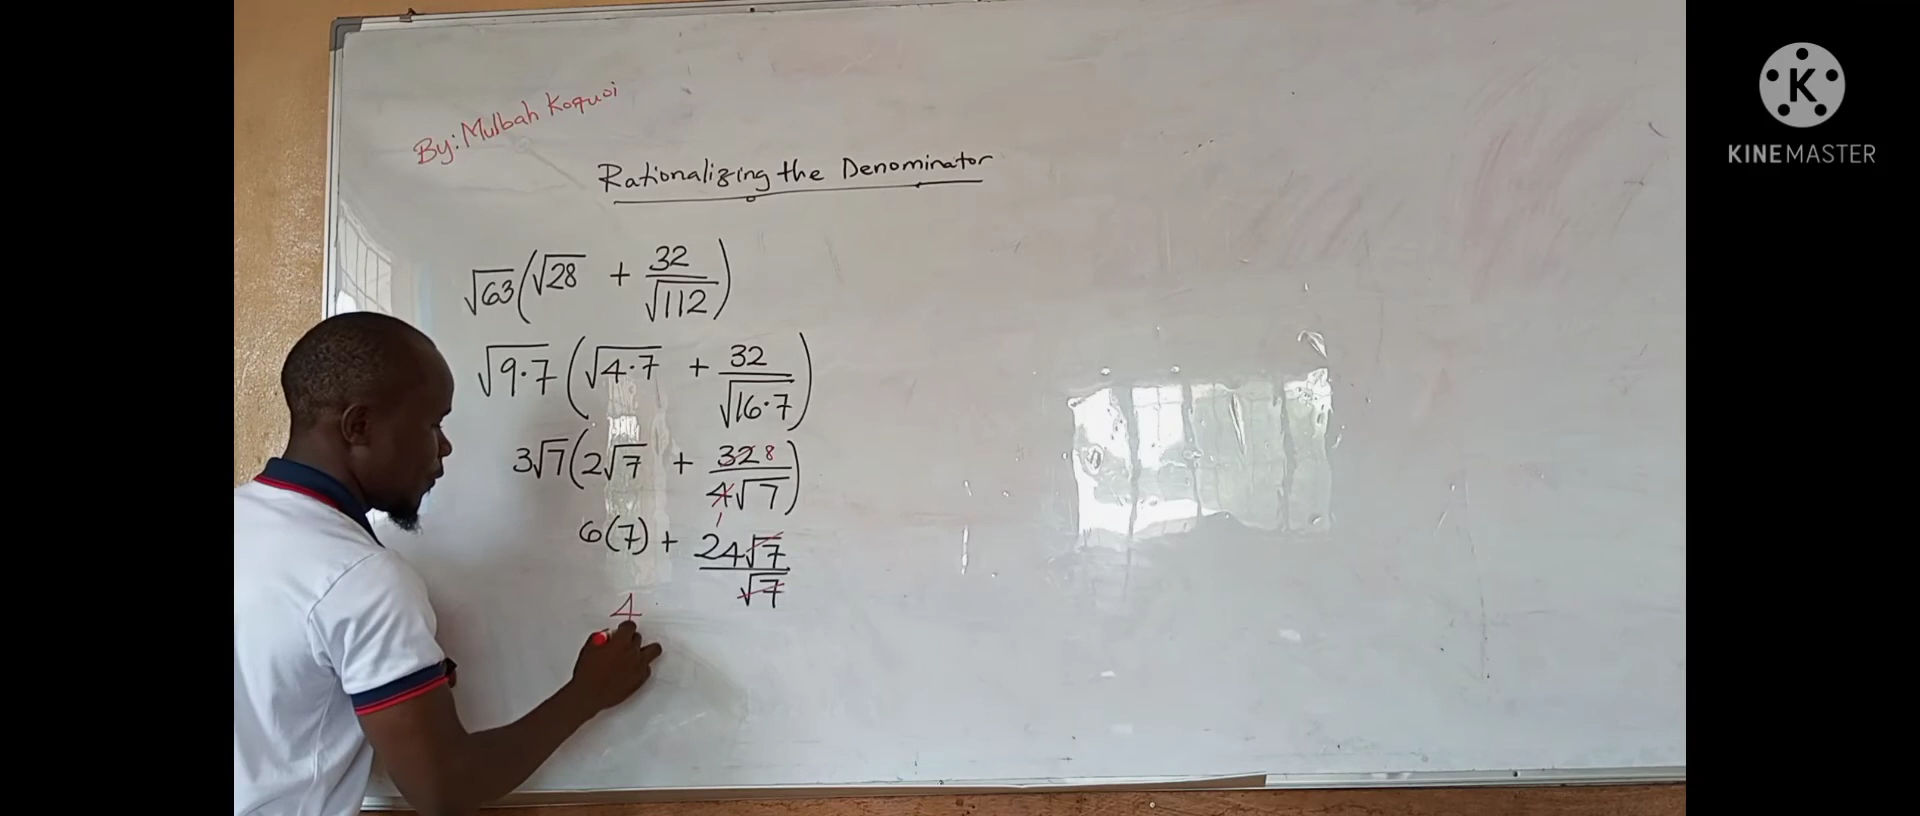 By: Mulbah Koquoi
Rationalizing the Denominator
√63(√28 + 32/√112)
√9·7(√4·7 + 32/√16·7)
3√7(2√7 + 32 8/4 1√7)
6(7) + 24√7/√7
4
K
KINEMASTER